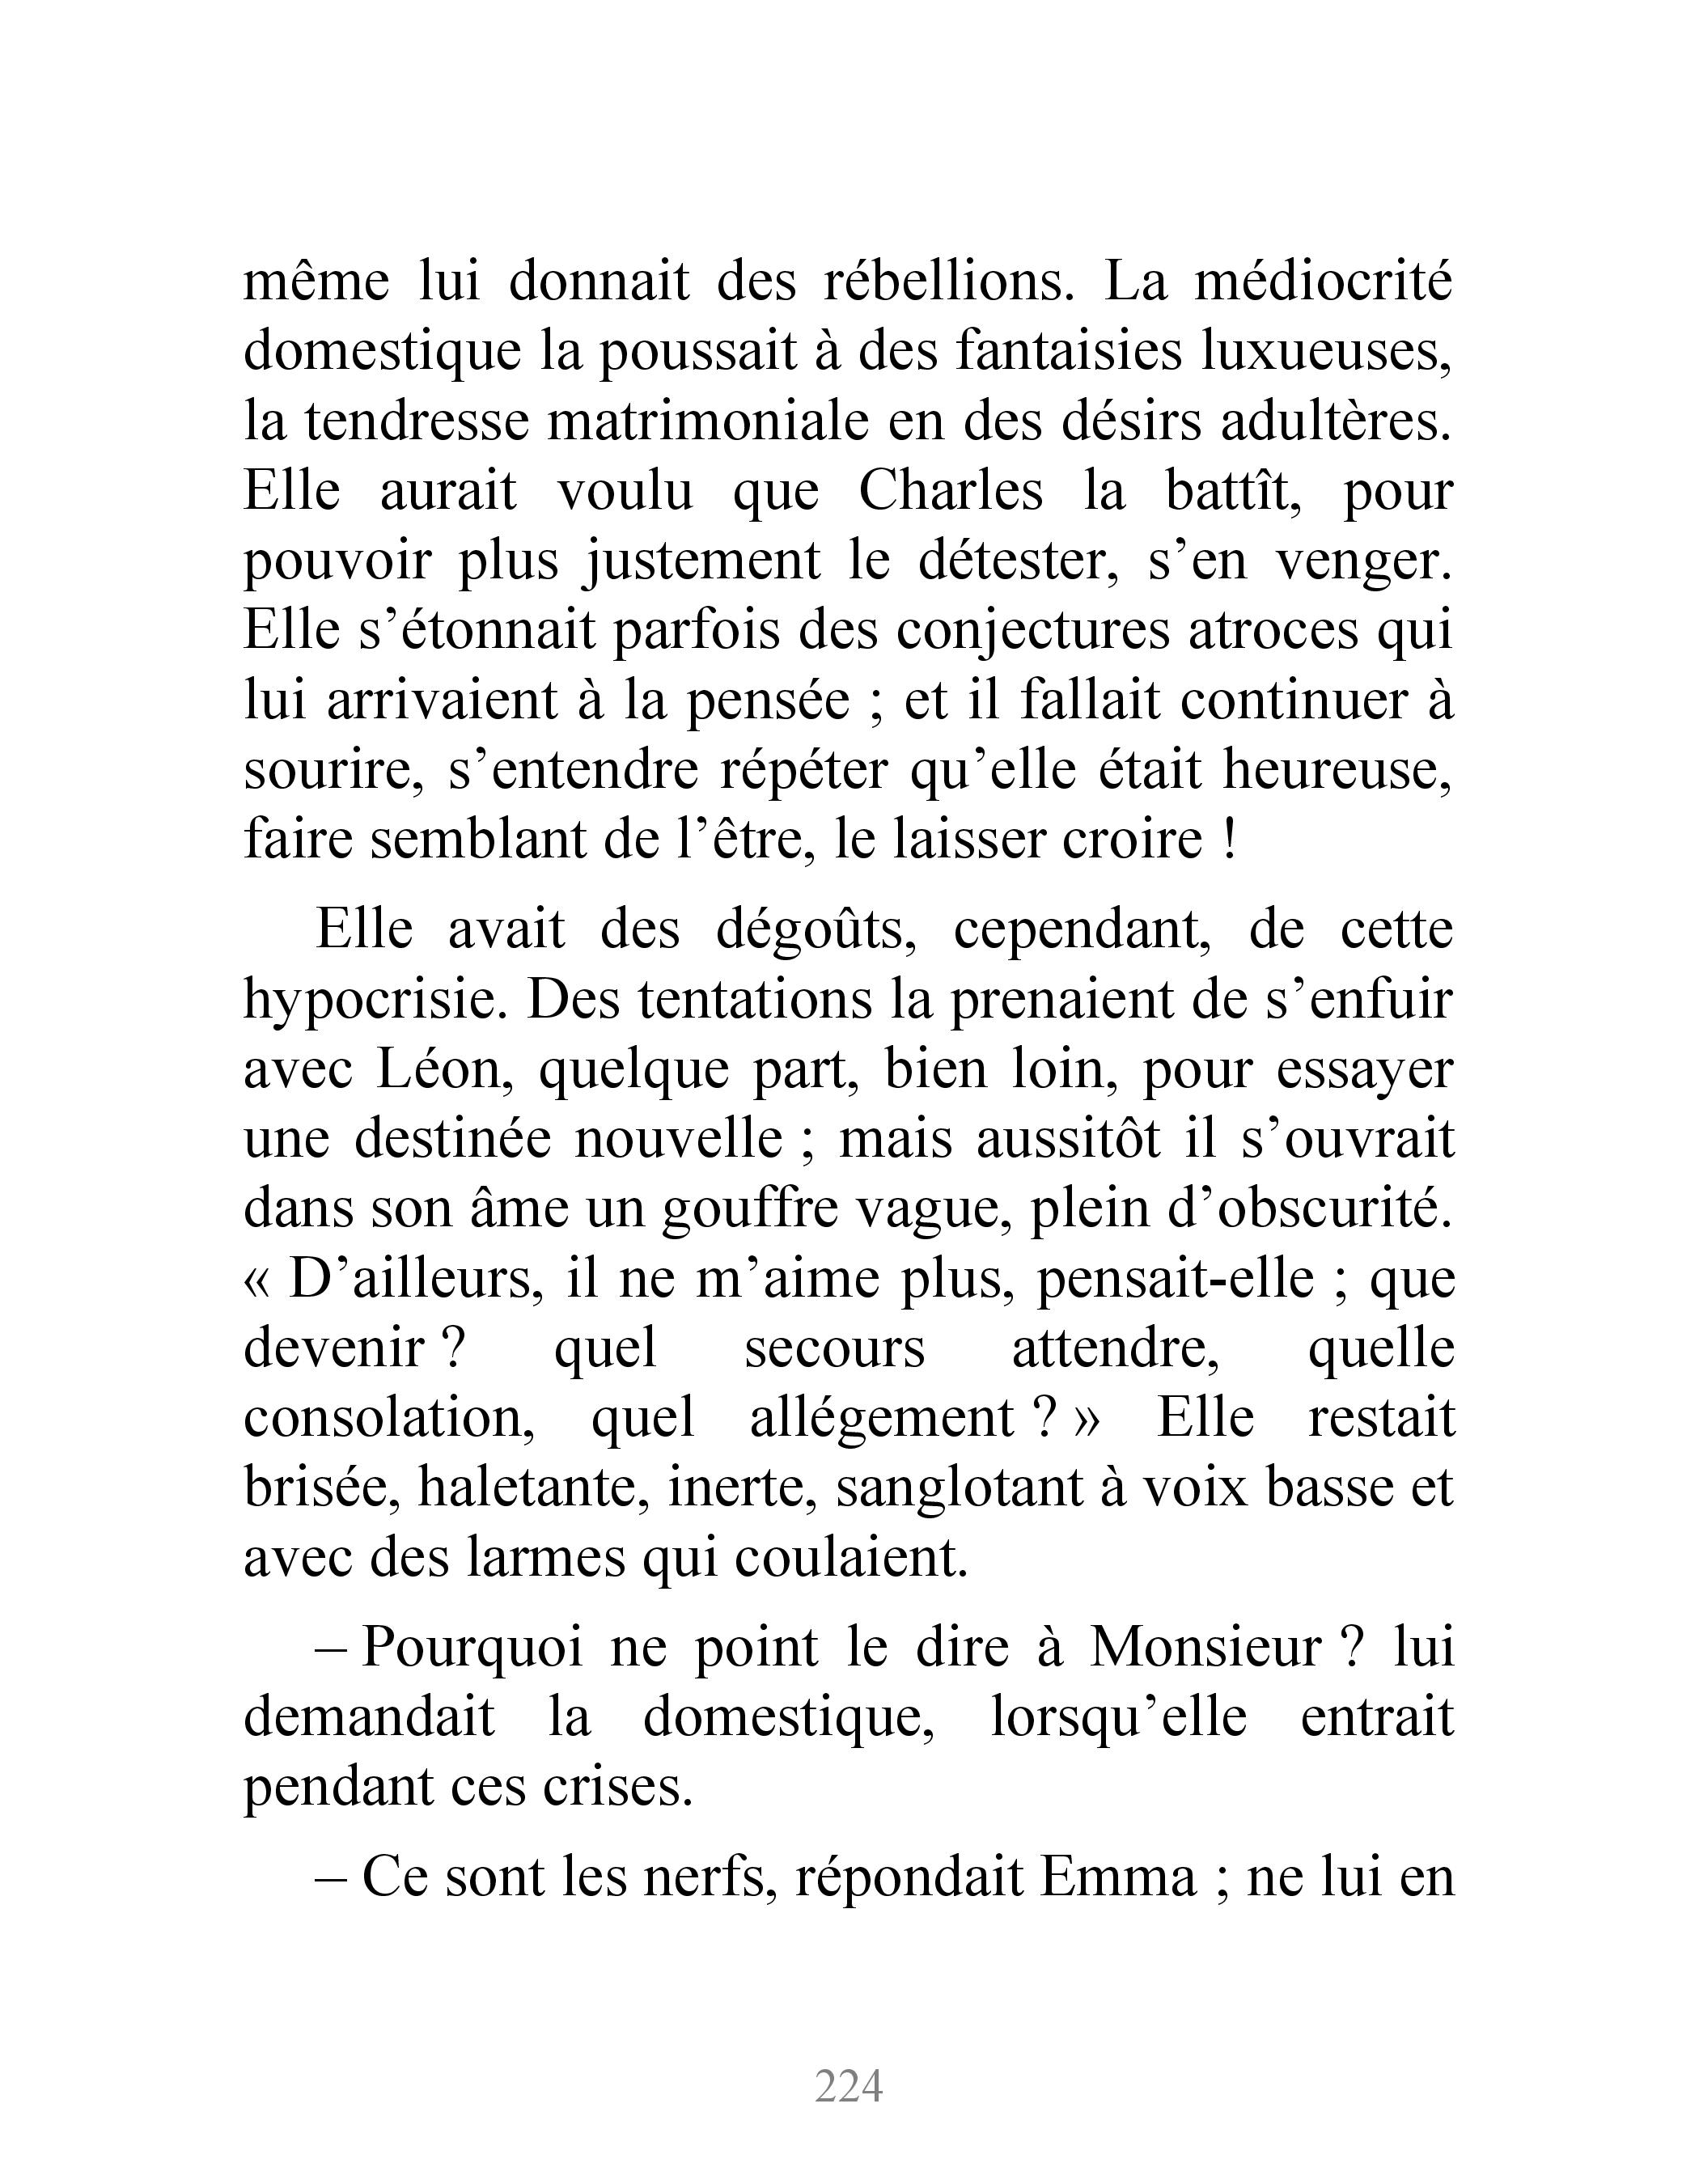 même lui donnait des rébellions. La médiocrité
domestique la poussait à des fantaisies luxueuses,
la tendresse matrimoniale en des désirs adultères.
Elle aurait voulu que Charles la battît, pour
pouvoir plus justement le détester, s’en venger.
Elle s’étonnait parfois des conjectures atroces qui
lui arrivaient à la pensée ; et il fallait continuer à
sourire, s’entendre répéter qu’elle était heureuse,
faire semblant de l’être, le laisser croire !
Elle avait des dégoûts, cependant, de cette
hypocrisie. Des tentations la prenaient de s’enfuir
avec Léon, quelque part, bien loin, pour essayer
une destinée nouvelle ; mais aussitôt il s’ouvrait
dans son âme un gouffre vague, plein d’obscurité.
« D’ailleurs, il ne m’aime plus, pensait-elle ; que
devenir ? quel secours attendre, quelle
consolation, quel allégement ? » Elle restait
brisée, haletante, inerte, sanglotant à voix basse et
avec des larmes qui coulaient.
– Pourquoi ne point le dire à Monsieur ? lui
demandait la domestique, lorsqu’elle entrait
pendant ces crises.
– Ce sont les nerfs, répondait Emma ; ne lui en
224